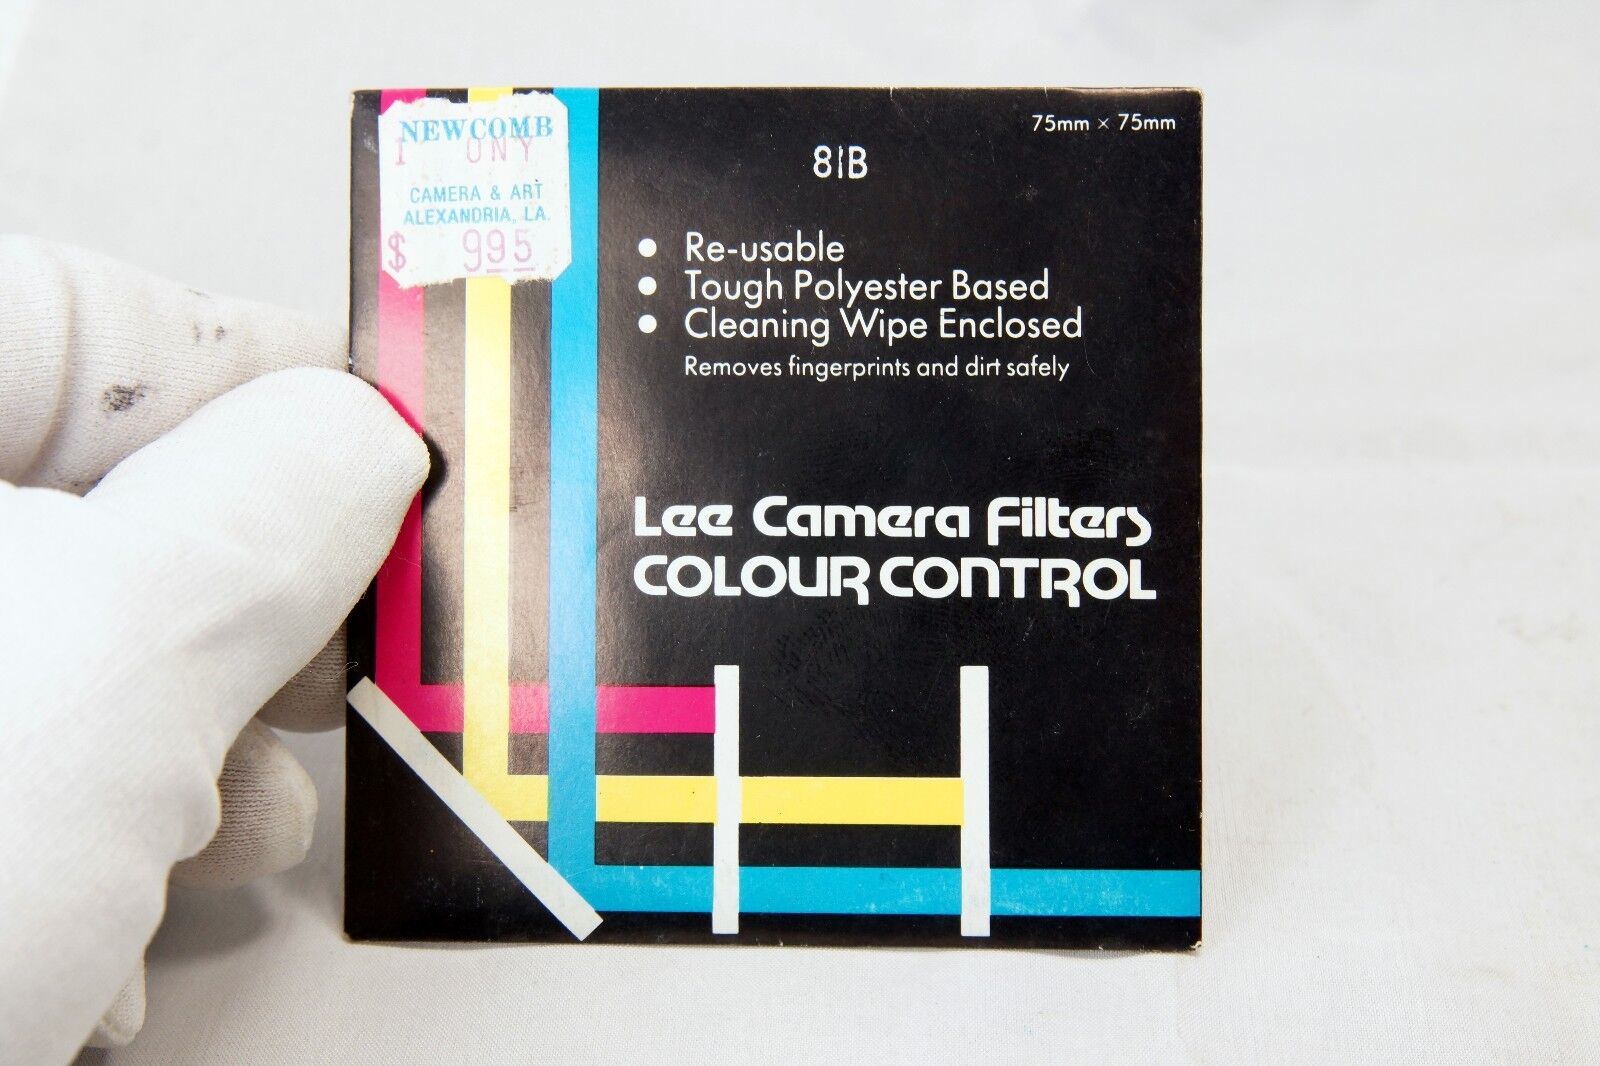 NEWCOMB
I ONY
CAMERA & ART
ALEXANDRIA, LA.
$ 995
75mm × 75mm
81B
● Re-usable
● Tough Polyester Based
● Cleaning Wipe Enclosed
Removes fingerprints and dirt safely
Lee Camera Filters
COLOUR CONTROL